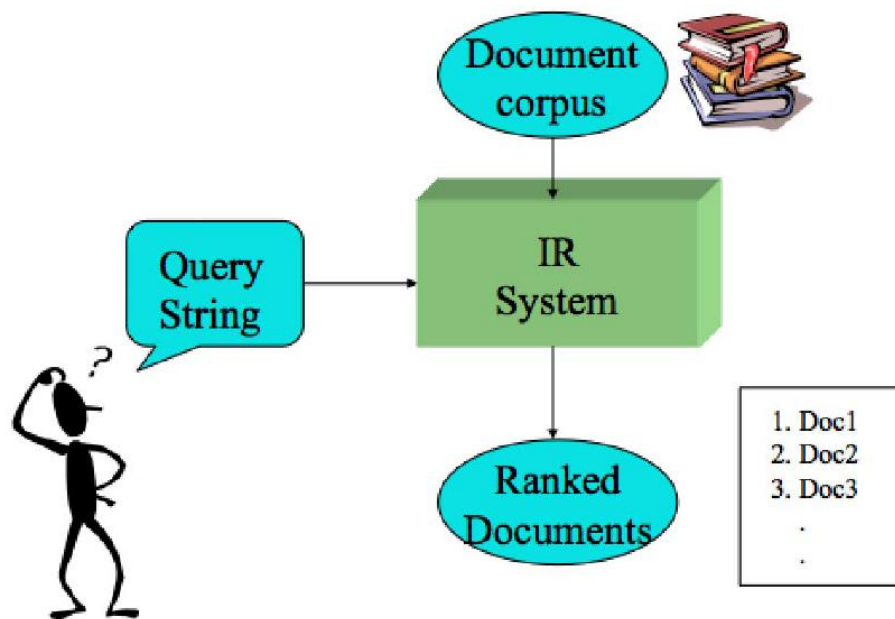 Document
corpus
Query
String
IR
System
?
Ranked
Documents
1. Doc1
2. Doc2
3. Doc3
.
.